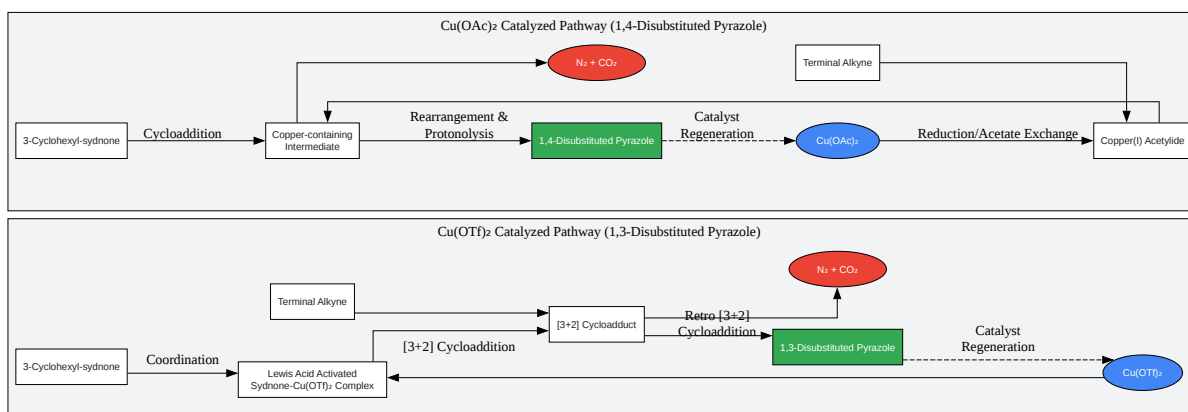 Cu(OAc)₂ Catalyzed Pathway (1,4-Disubstituted Pyrazole)
N₂ + CO₂
Terminal Alkyne
3-Cyclohexyl-sydnone
Cycloaddition
Copper-containing
Intermediate
Rearrangement &
Protonolysis
1,4-Disubstituted Pyrazole
Catalyst
Regeneration
Cu(OAc)₂
Reduction/Acetate Exchange
Copper(I) Acetylide
Cu(OTf)₂ Catalyzed Pathway (1,3-Disubstituted Pyrazole)
N₂ + CO₂
Terminal Alkyne
[3+2] Cycloadduct
Retro [3+2]
Cycloaddition
1,3-Disubstituted Pyrazole
Catalyst
Regeneration
Cu(OTf)₂
3-Cyclohexyl-sydnone
Coordination
Lewis Acid Activated
Sydnone-Cu(OTf)₂ Complex
[3+2] Cycloaddition